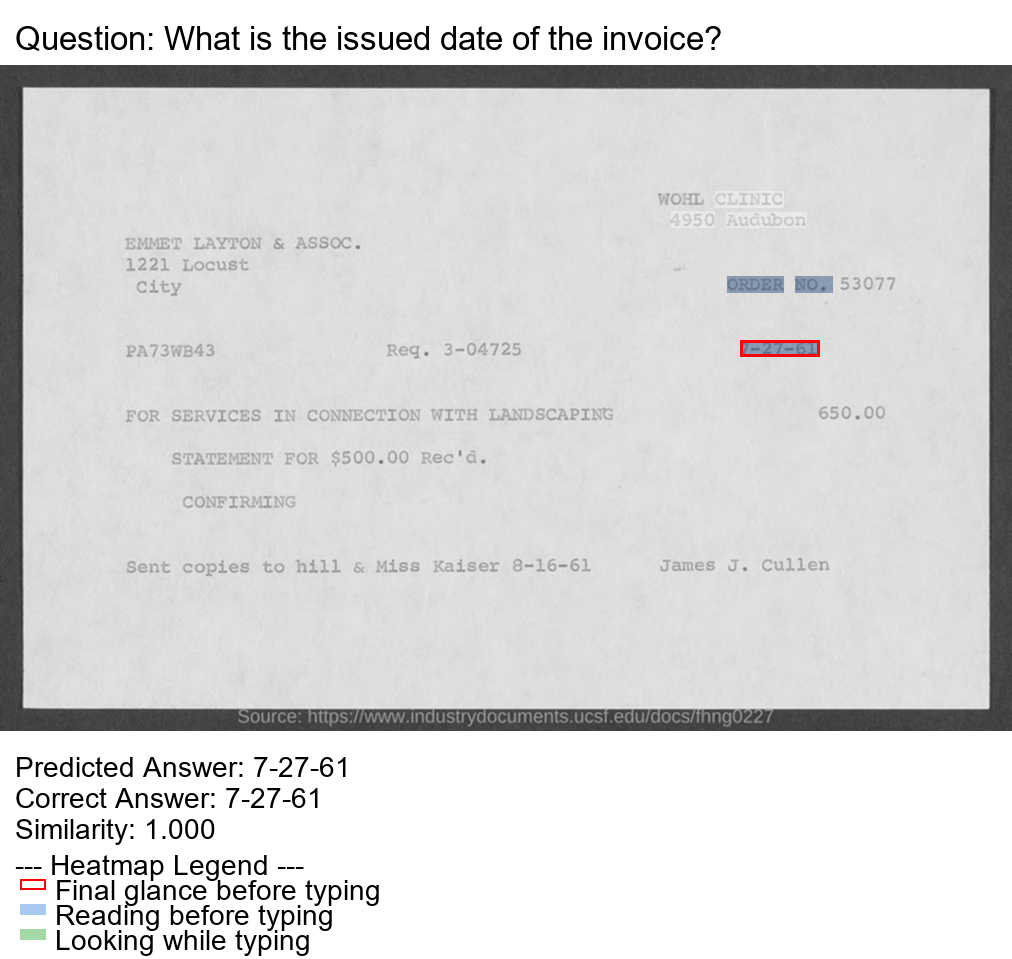 Question: What is the issued date of the invoice?
WOHL CLINIC
4950 Audubon
EMMET LAYTON & ASSOC.
1221 Locust
City
ORDER NO. 53077
PA73WB43 Req. 3-04725 7-27-61
FOR SERVICES IN CONNECTION WITH LANDSCAPING 650.00
STATEMENT FOR $500.00 Rec'd.
CONFIRMING
Sent copies to hill & Miss Kaiser 8-16-61 James J. Cullen
Source: https://www.industrydocuments.ucsf.edu/docs/fhng0227
Predicted Answer: 7-27-61
Correct Answer: 7-27-61
Similarity: 1.000
--- Heatmap Legend ---
Final glance before typing
Reading before typing
Looking while typing